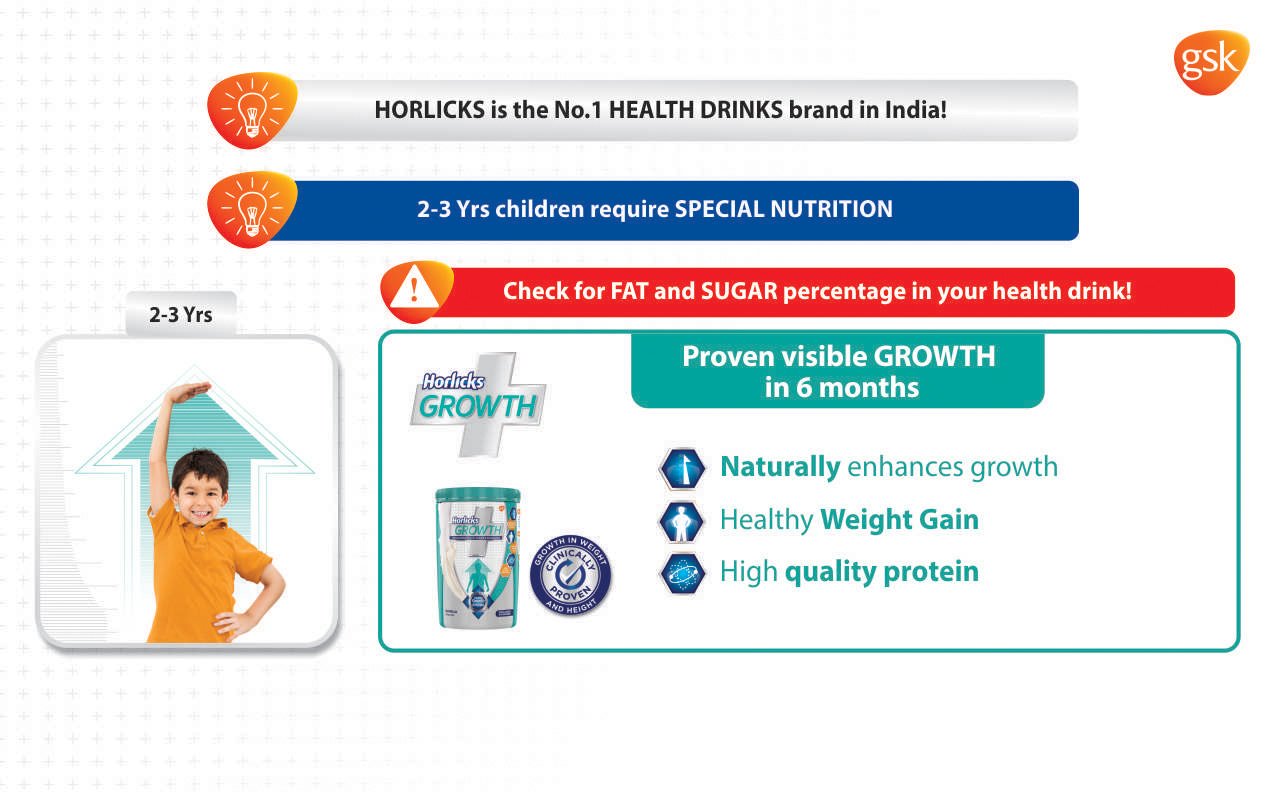 gsk
HORLICKS is the No.1 HEALTH DRINKS brand in India!
2-3 Yrs children require SPECIAL NUTRITION
Check for FAT and SUGAR percentage in your health drink!
2-3 Yrs
Proven visible GROWTH
in 6 months
Horlicks
GROWTH
Naturally enhances growth
Healthy Weight Gain
High quality protein
Horlicks
GROWTH
GROWTH IN WEIGHT
CLINICALLY
PROVEN
AND HEIGHT